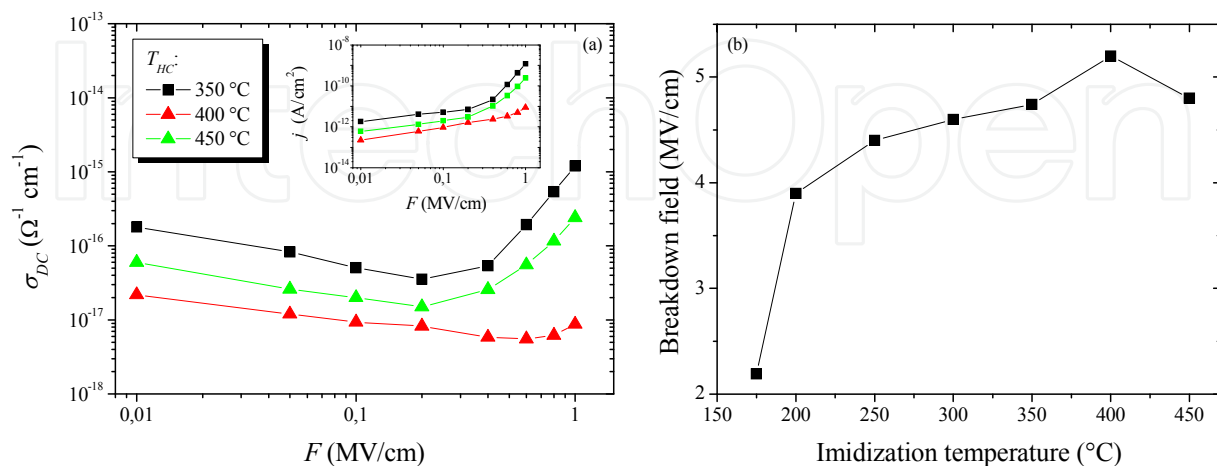 (a)
σ_DC (Ω⁻¹ cm⁻¹)
10⁻¹³
10⁻¹⁴
10⁻¹⁵
10⁻¹⁶
10⁻¹⁷
10⁻¹⁸
0,01
0,1
1
F (MV/cm)
T_HC:
350 °C
400 °C
450 °C
j (A/cm²)
10⁻⁸
10⁻¹⁰
10⁻¹²
10⁻¹⁴
0,01
0,1
1
F (MV/cm)
(b)
Breakdown field (MV/cm)
5
4
3
2
150
200
250
300
350
400
450
Imidization temperature (°C)
IntechOpen